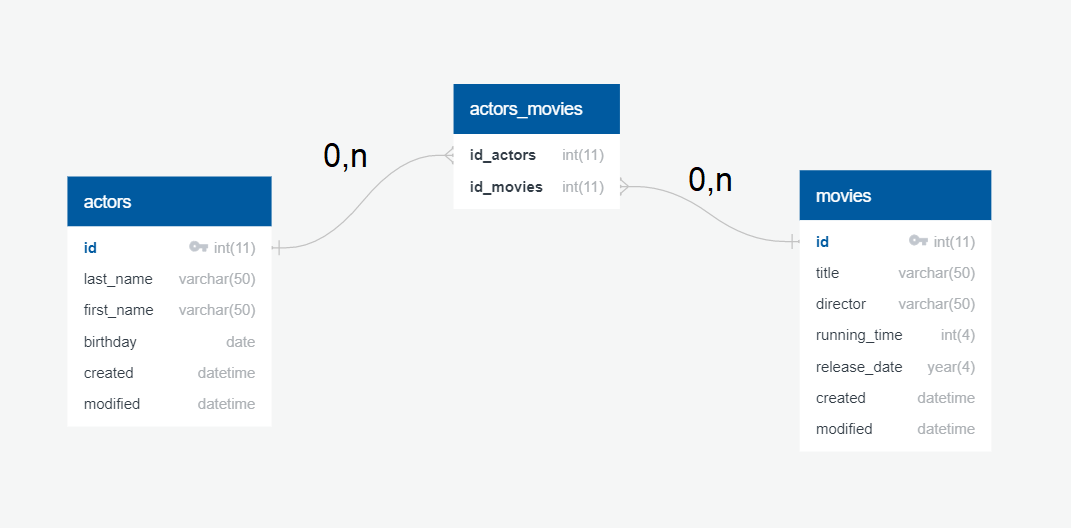 actors_movies
id_actors int(11)
id_movies int(11)
0,n
0,n
actors
id int(11)
last_name varchar(50)
first_name varchar(50)
birthday date
created datetime
modified datetime
movies
id int(11)
title varchar(50)
director varchar(50)
running_time int(4)
release_date year(4)
created datetime
modified datetime